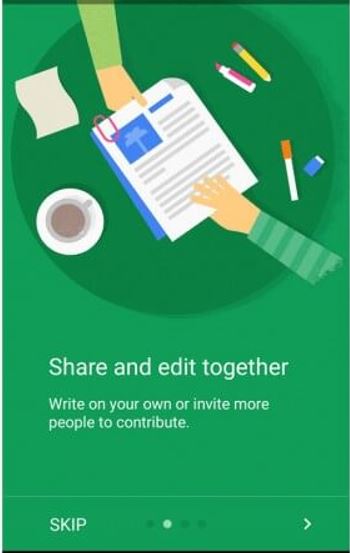 Share and edit together
Write on your own or invite more
people to contribute.
SKIP